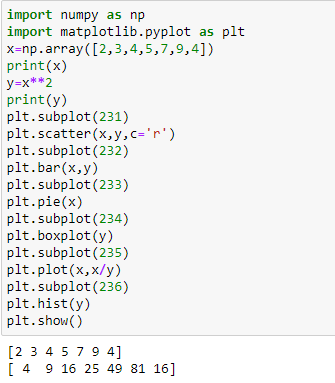 import numpy as np
import matplotlib.pyplot as plt
x=np.array([2,3,4,5,7,9,4])
print(x)
y=x**2
print(y)
plt.subplot(231)
plt.scatter(x,y,c='r')
plt.subplot(232)
plt.bar(x,y)
plt.subplot(233)
plt.pie(x)
plt.subplot(234)
plt.boxplot(y)
plt.subplot(235)
plt.plot(x,x/y)
plt.subplot(236)
plt.hist(y)
plt.show()
[2 3 4 5 7 9 4]
[ 4  9 16 25 49 81 16]